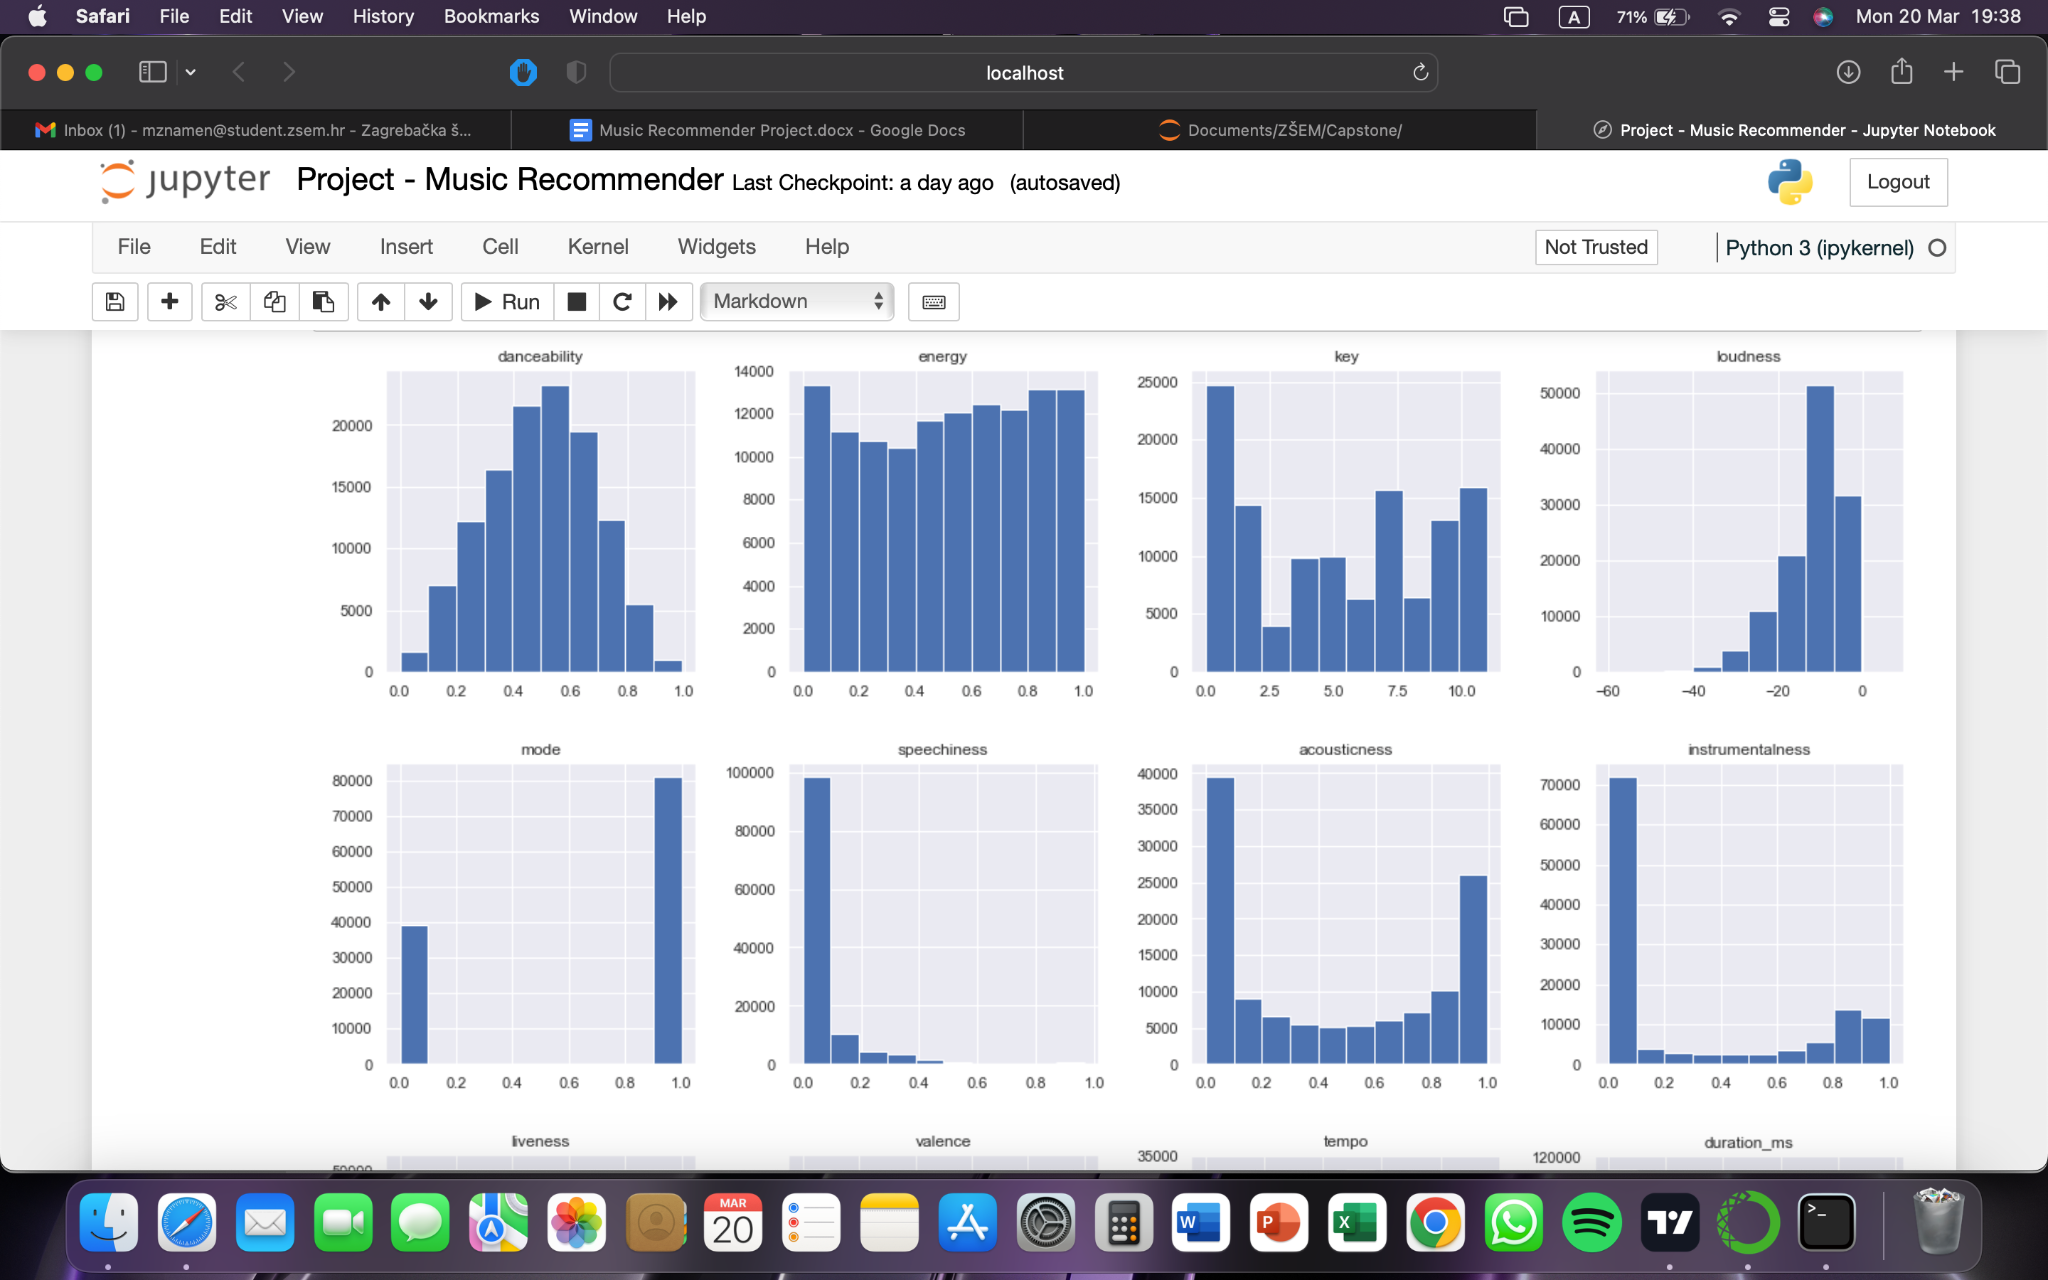 Safari File Edit View History Bookmarks Window Help A 71% Mon 20 Mar 19:38
localhost
Inbox (1) - mznamen@student.zsem.hr - Zagrebačka š... Music Recommender Project.docx - Google Docs Documents/ZŠEM/Capstone/ Project - Music Recommender - Jupyter Notebook
jupyter Project - Music Recommender Last Checkpoint: a day ago (autosaved) Logout
File Edit View Insert Cell Kernel Widgets Help Not Trusted Python 3 (ipykernel)
Run Markdown
danceability
20000
15000
10000
5000
0
0.0 0.2 0.4 0.6 0.8 1.0
energy
14000
12000
10000
8000
6000
4000
2000
0
0.0 0.2 0.4 0.6 0.8 1.0
key
25000
20000
15000
10000
5000
0
0.0 2.5 5.0 7.5 10.0
loudness
50000
40000
30000
20000
10000
0
−60 −40 −20 0
mode
80000
70000
60000
50000
40000
30000
20000
10000
0
0.0 0.2 0.4 0.6 0.8 1.0
speechiness
100000
80000
60000
40000
20000
0
0.0 0.2 0.4 0.6 0.8 1.0
acousticness
40000
35000
30000
25000
20000
15000
10000
5000
0
0.0 0.2 0.4 0.6 0.8 1.0
instrumentalness
70000
60000
50000
40000
30000
20000
10000
0
0.0 0.2 0.4 0.6 0.8 1.0
liveness
50000
valence
tempo
35000
duration_ms
120000
MAR
20
W
P
X
>_